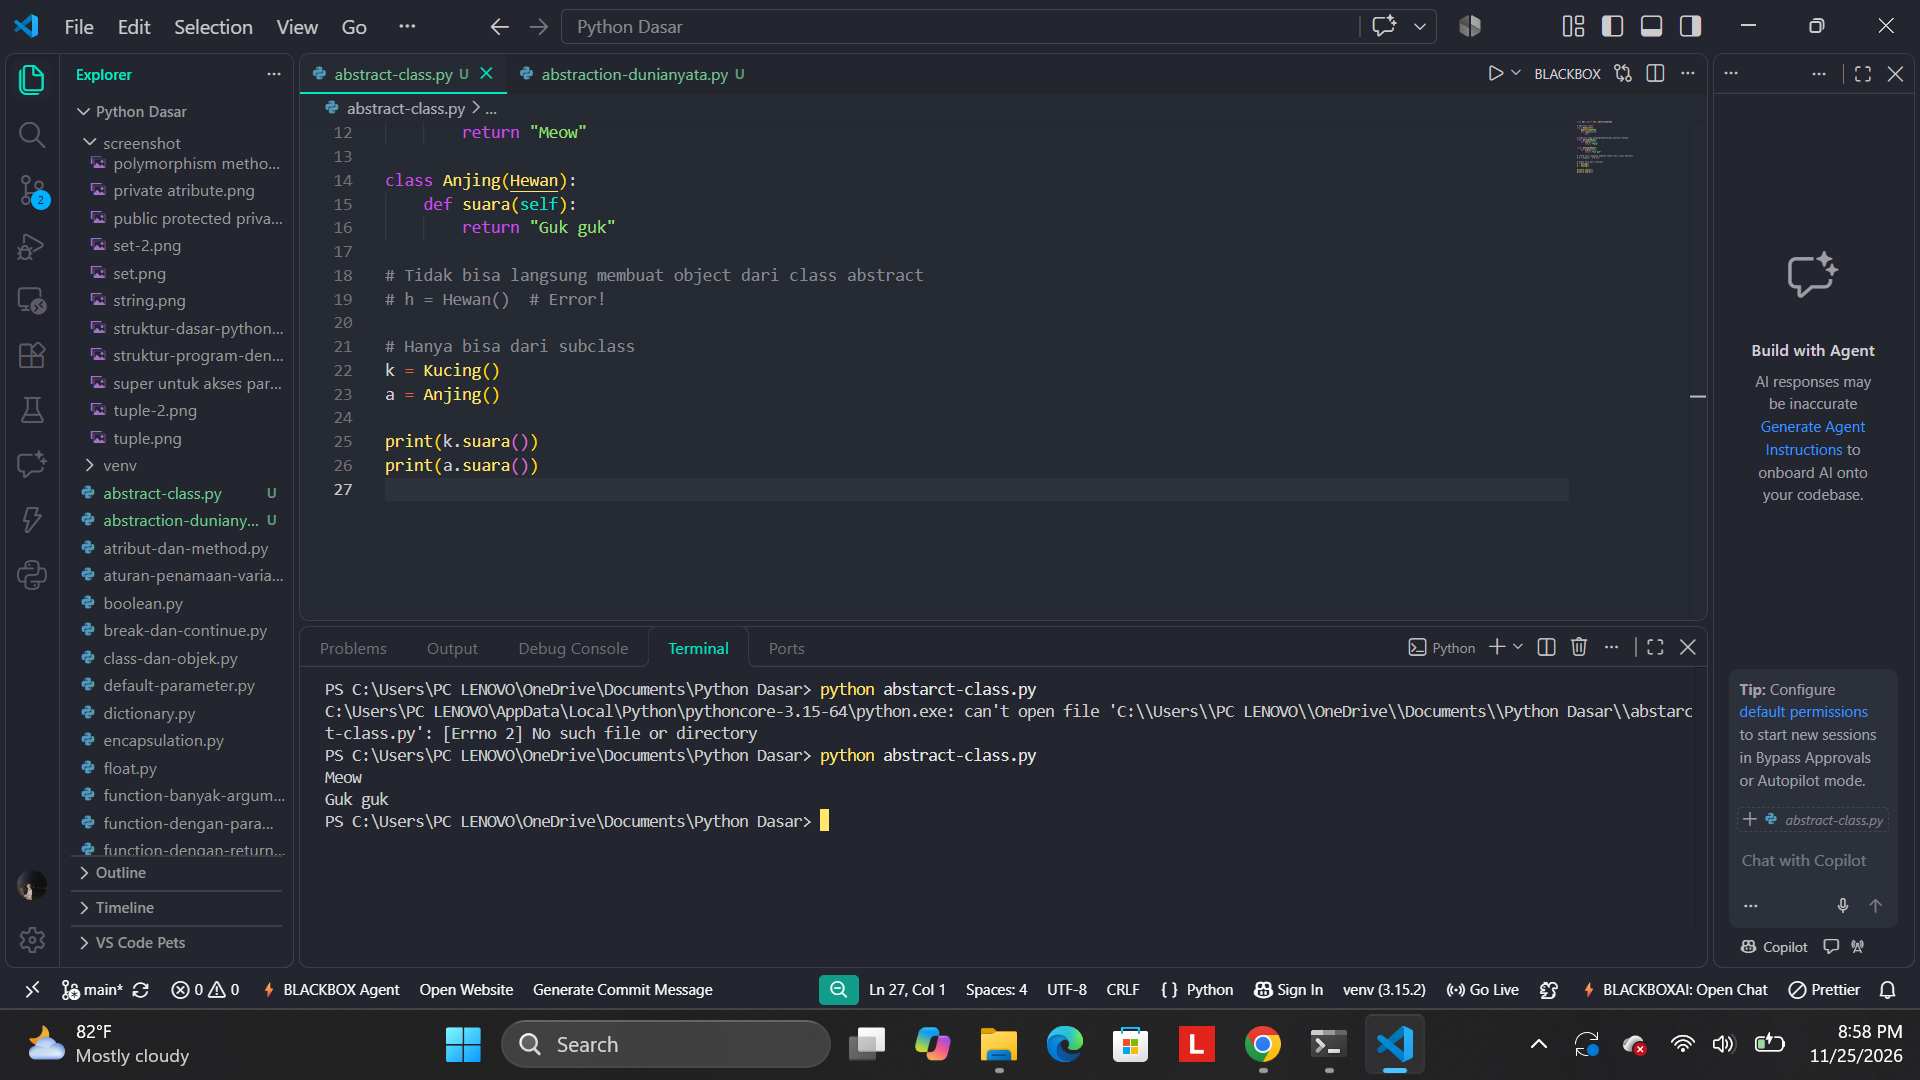 File Edit Selection View Go
Python Dasar
Explorer
Python Dasar
screenshot
polymorphism metho...
private atribute.png
public protected priva...
set-2.png
set.png
string.png
struktur-dasar-python...
struktur-program-den...
super untuk akses par...
tuple-2.png
tuple.png
venv
abstract-class.py U
abstraction-duniany... U
atribut-dan-method.py
aturan-penamaan-varia...
boolean.py
break-dan-continue.py
class-dan-objek.py
default-parameter.py
dictionary.py
encapsulation.py
float.py
function-banyak-argum...
function-dengan-para...
function-dengan-return...
Outline
Timeline
VS Code Pets
abstract-class.py U
abstraction-dunianyata.py U
BLACKBOX
abstract-class.py > ...
12 return "Meow"
13
14 class Anjing(Hewan):
15 def suara(self):
16 return "Guk guk"
17
18 # Tidak bisa langsung membuat object dari class abstract
19 # h = Hewan()  # Error!
20
21 # Hanya bisa dari subclass
22 k = Kucing()
23 a = Anjing()
24
25 print(k.suara())
26 print(a.suara())
27
Problems Output Debug Console Terminal Ports
Python
PS C:\Users\PC LENOVO\OneDrive\Documents\Python Dasar> python abstarct-class.py
C:\Users\PC LENOVO\AppData\Local\Python\pythoncore-3.15-64\python.exe: can't open file 'C:\\Users\\PC LENOVO\\OneDrive\\Documents\\Python Dasar\\abstarc
t-class.py': [Errno 2] No such file or directory
PS C:\Users\PC LENOVO\OneDrive\Documents\Python Dasar> python abstract-class.py
Meow
Guk guk
PS C:\Users\PC LENOVO\OneDrive\Documents\Python Dasar>
Build with Agent
AI responses may
be inaccurate
Generate Agent
Instructions to
onboard AI onto
your codebase.
Tip: Configure
default permissions
to start new sessions
in Bypass Approvals
or Autopilot mode.
abstract-class.py
Chat with Copilot
Copilot
2
main* 0 0 BLACKBOX Agent Open Website Generate Commit Message
Ln 27, Col 1 Spaces: 4 UTF-8 CRLF {} Python Sign In venv (3.15.2) Go Live BLACKBOXAI: Open Chat Prettier
82°F
Mostly cloudy
Search
L
8:58 PM
11/25/2026